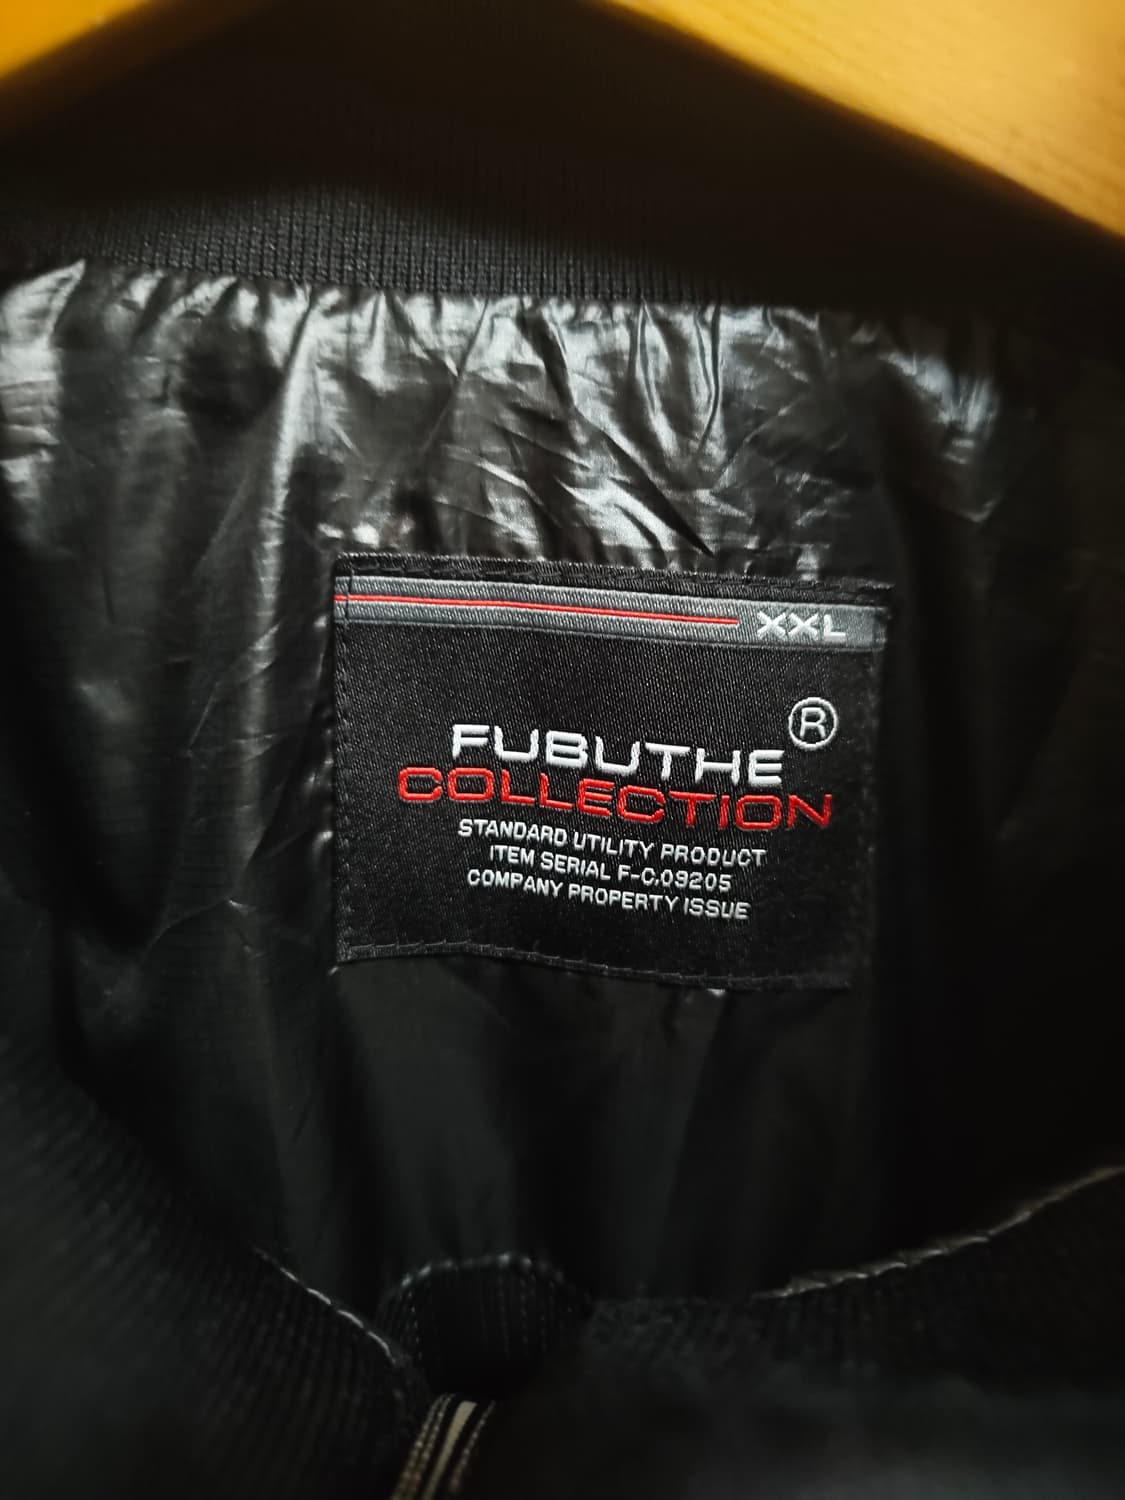 XXL
FUBUTHE ®
COLLECTION
STANDARD UTILITY PRODUCT
ITEM SERIAL F-C.09205
COMPANY PROPERTY ISSUE